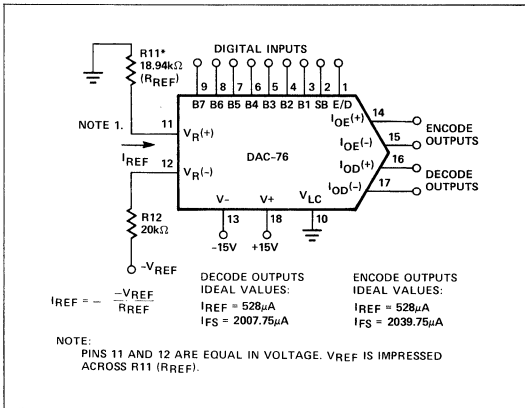 R11*
18.94kΩ
(RREF)
DIGITAL INPUTS
9 8 7 6 5 4 3 2 1
B7 B6 B5 B4 B3 B2 B1 SB E/D
NOTE 1.
IREF
11
VR(+)
12
VR(-)
DAC-76
IOE(+)
14
IOE(-)
15
IOD(+)
16
IOD(-)
17
ENCODE
OUTPUTS
DECODE
OUTPUTS
V- V+ VLC
13 18 10
-15V +15V
R12
20kΩ
-VREF
IREF = - -VREF
RREF
DECODE OUTPUTS
IDEAL VALUES:
IREF = 528μA
IFS = 2007.75μA
ENCODE OUTPUTS
IDEAL VALUES:
IREF = 528μA
IFS = 2039.75μA
NOTE:
PINS 11 AND 12 ARE EQUAL IN VOLTAGE. VREF IS IMPRESSED
ACROSS R11 (RREF).